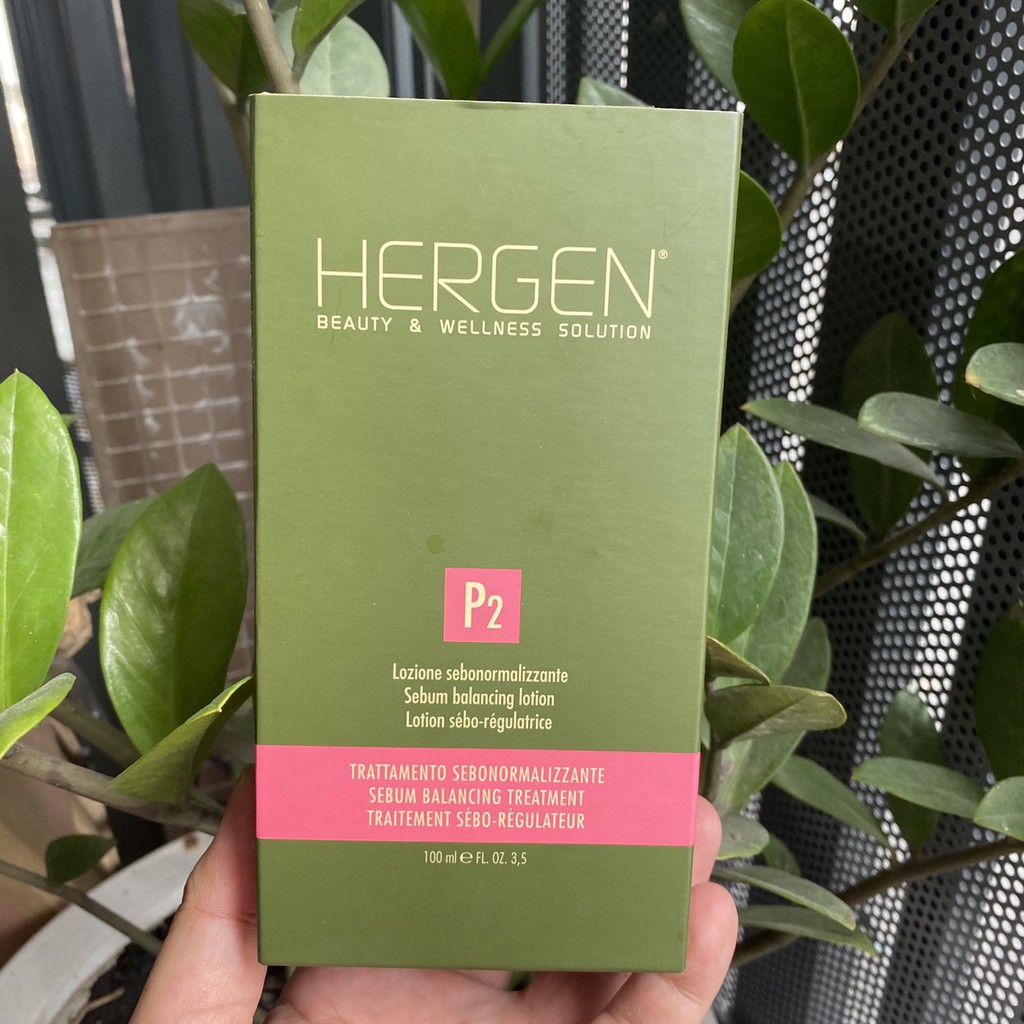 HERGEN®
BEAUTY & WELLNESS SOLUTION
P2
Lozione sebonormalizzante
Sebum balancing lotion
Lotion sébo-régulatrice
TRATTAMENTO SEBONORMALIZZANTE
SEBUM BALANCING TREATMENT
TRAITEMENT SÉBO-RÉGULATEUR
100 ml ℮ FL. OZ. 3,5